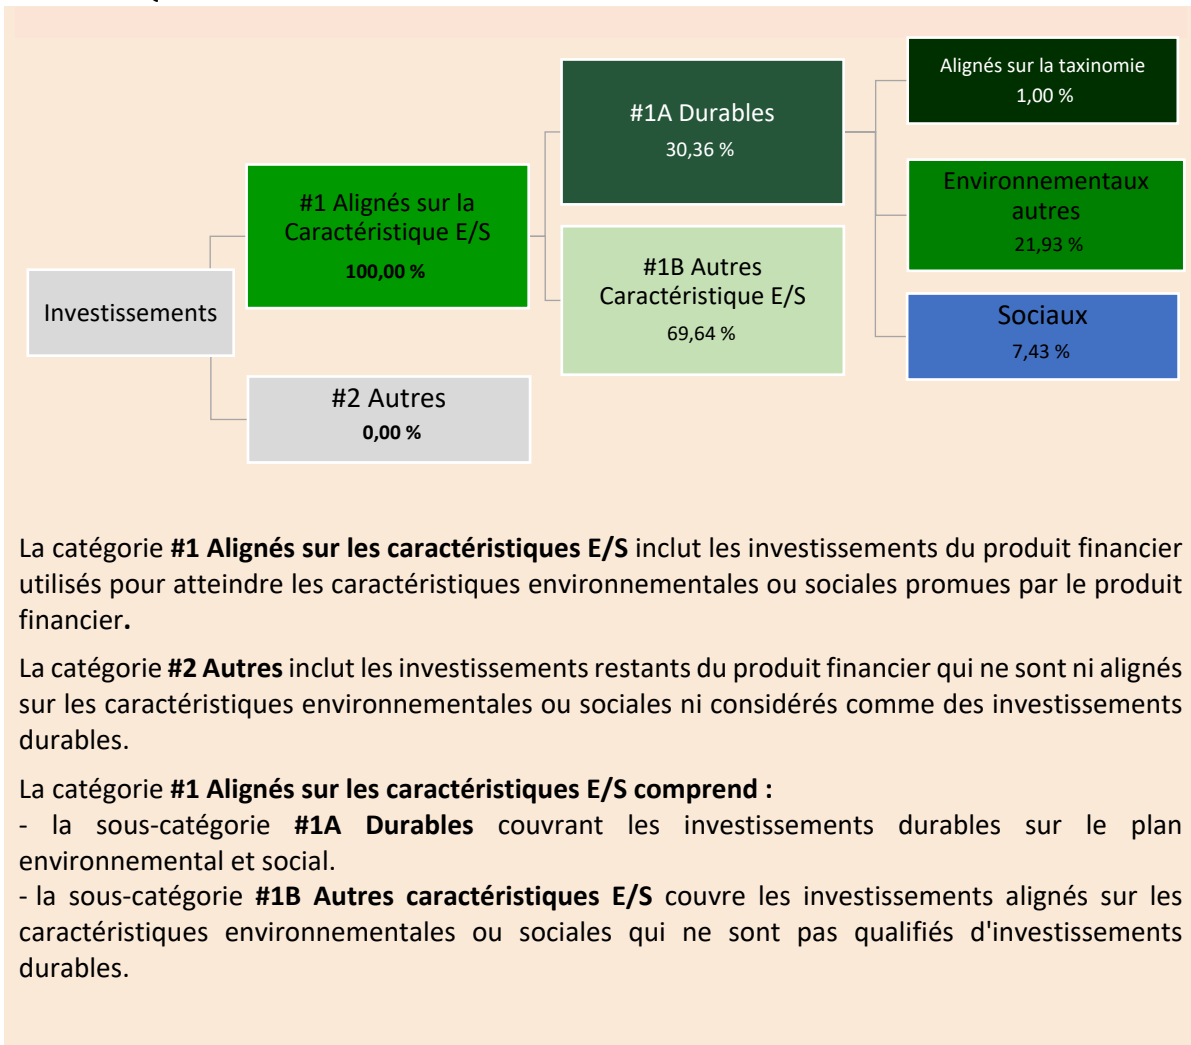 Alignés sur la taxinomie
1,00 %
#1A Durables
30,36 %
Environnementaux
autres
21,93 %
#1 Alignés sur la
Caractéristique E/S
100,00 %
#1B Autres
Caractéristique E/S
69,64 %
Investissements
Sociaux
7,43 %
#2 Autres
0,00 %
La catégorie #1 Alignés sur les caractéristiques E/S inclut les investissements du produit financier
utilisés pour atteindre les caractéristiques environnementales ou sociales promues par le produit
financier.
La catégorie #2 Autres inclut les investissements restants du produit financier qui ne sont ni alignés
sur les caractéristiques environnementales ou sociales ni considérés comme des investissements
durables.
La catégorie #1 Alignés sur les caractéristiques E/S comprend :
- la sous-catégorie #1A Durables couvrant les investissements durables sur le plan
environnemental et social.
- la sous-catégorie #1B Autres caractéristiques E/S couvre les investissements alignés sur les
caractéristiques environnementales ou sociales qui ne sont pas qualifiés d'investissements
durables.